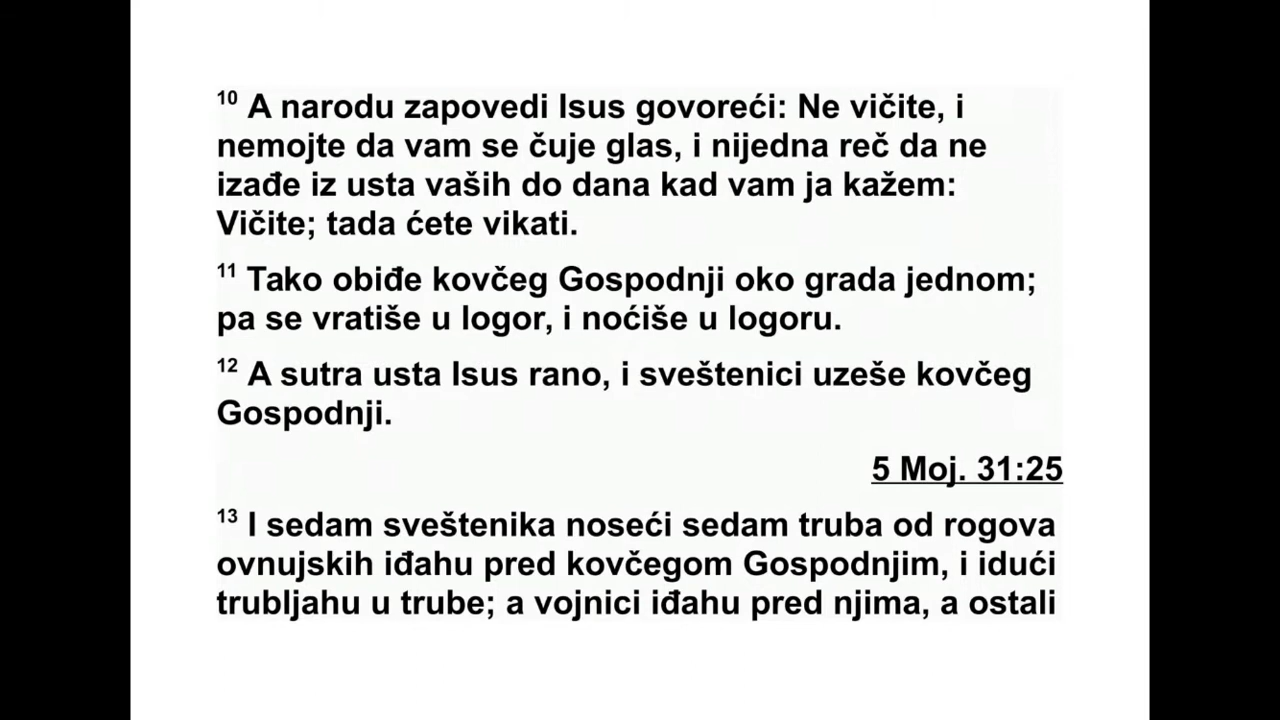 10 A narodu zapovedi Isus govoreći: Ne vičite, i
nemojte da vam se čuje glas, i nijedna reč da ne
izađe iz usta vaših do dana kad vam ja kažem:
Vičite; tada ćete vikati.
11 Tako obiđe kovčeg Gospodnji oko grada jednom;
pa se vratiše u logor, i noćiše u logoru.
12 A sutra usta Isus rano, i sveštenici uzeše kovčeg
Gospodnji.
5 Moj. 31:25
13 I sedam sveštenika noseći sedam truba od rogova
ovnujskih iđahu pred kovčegom Gospodnjim, i idući
trubljahu u trube; a vojnici iđahu pred njima, a ostali